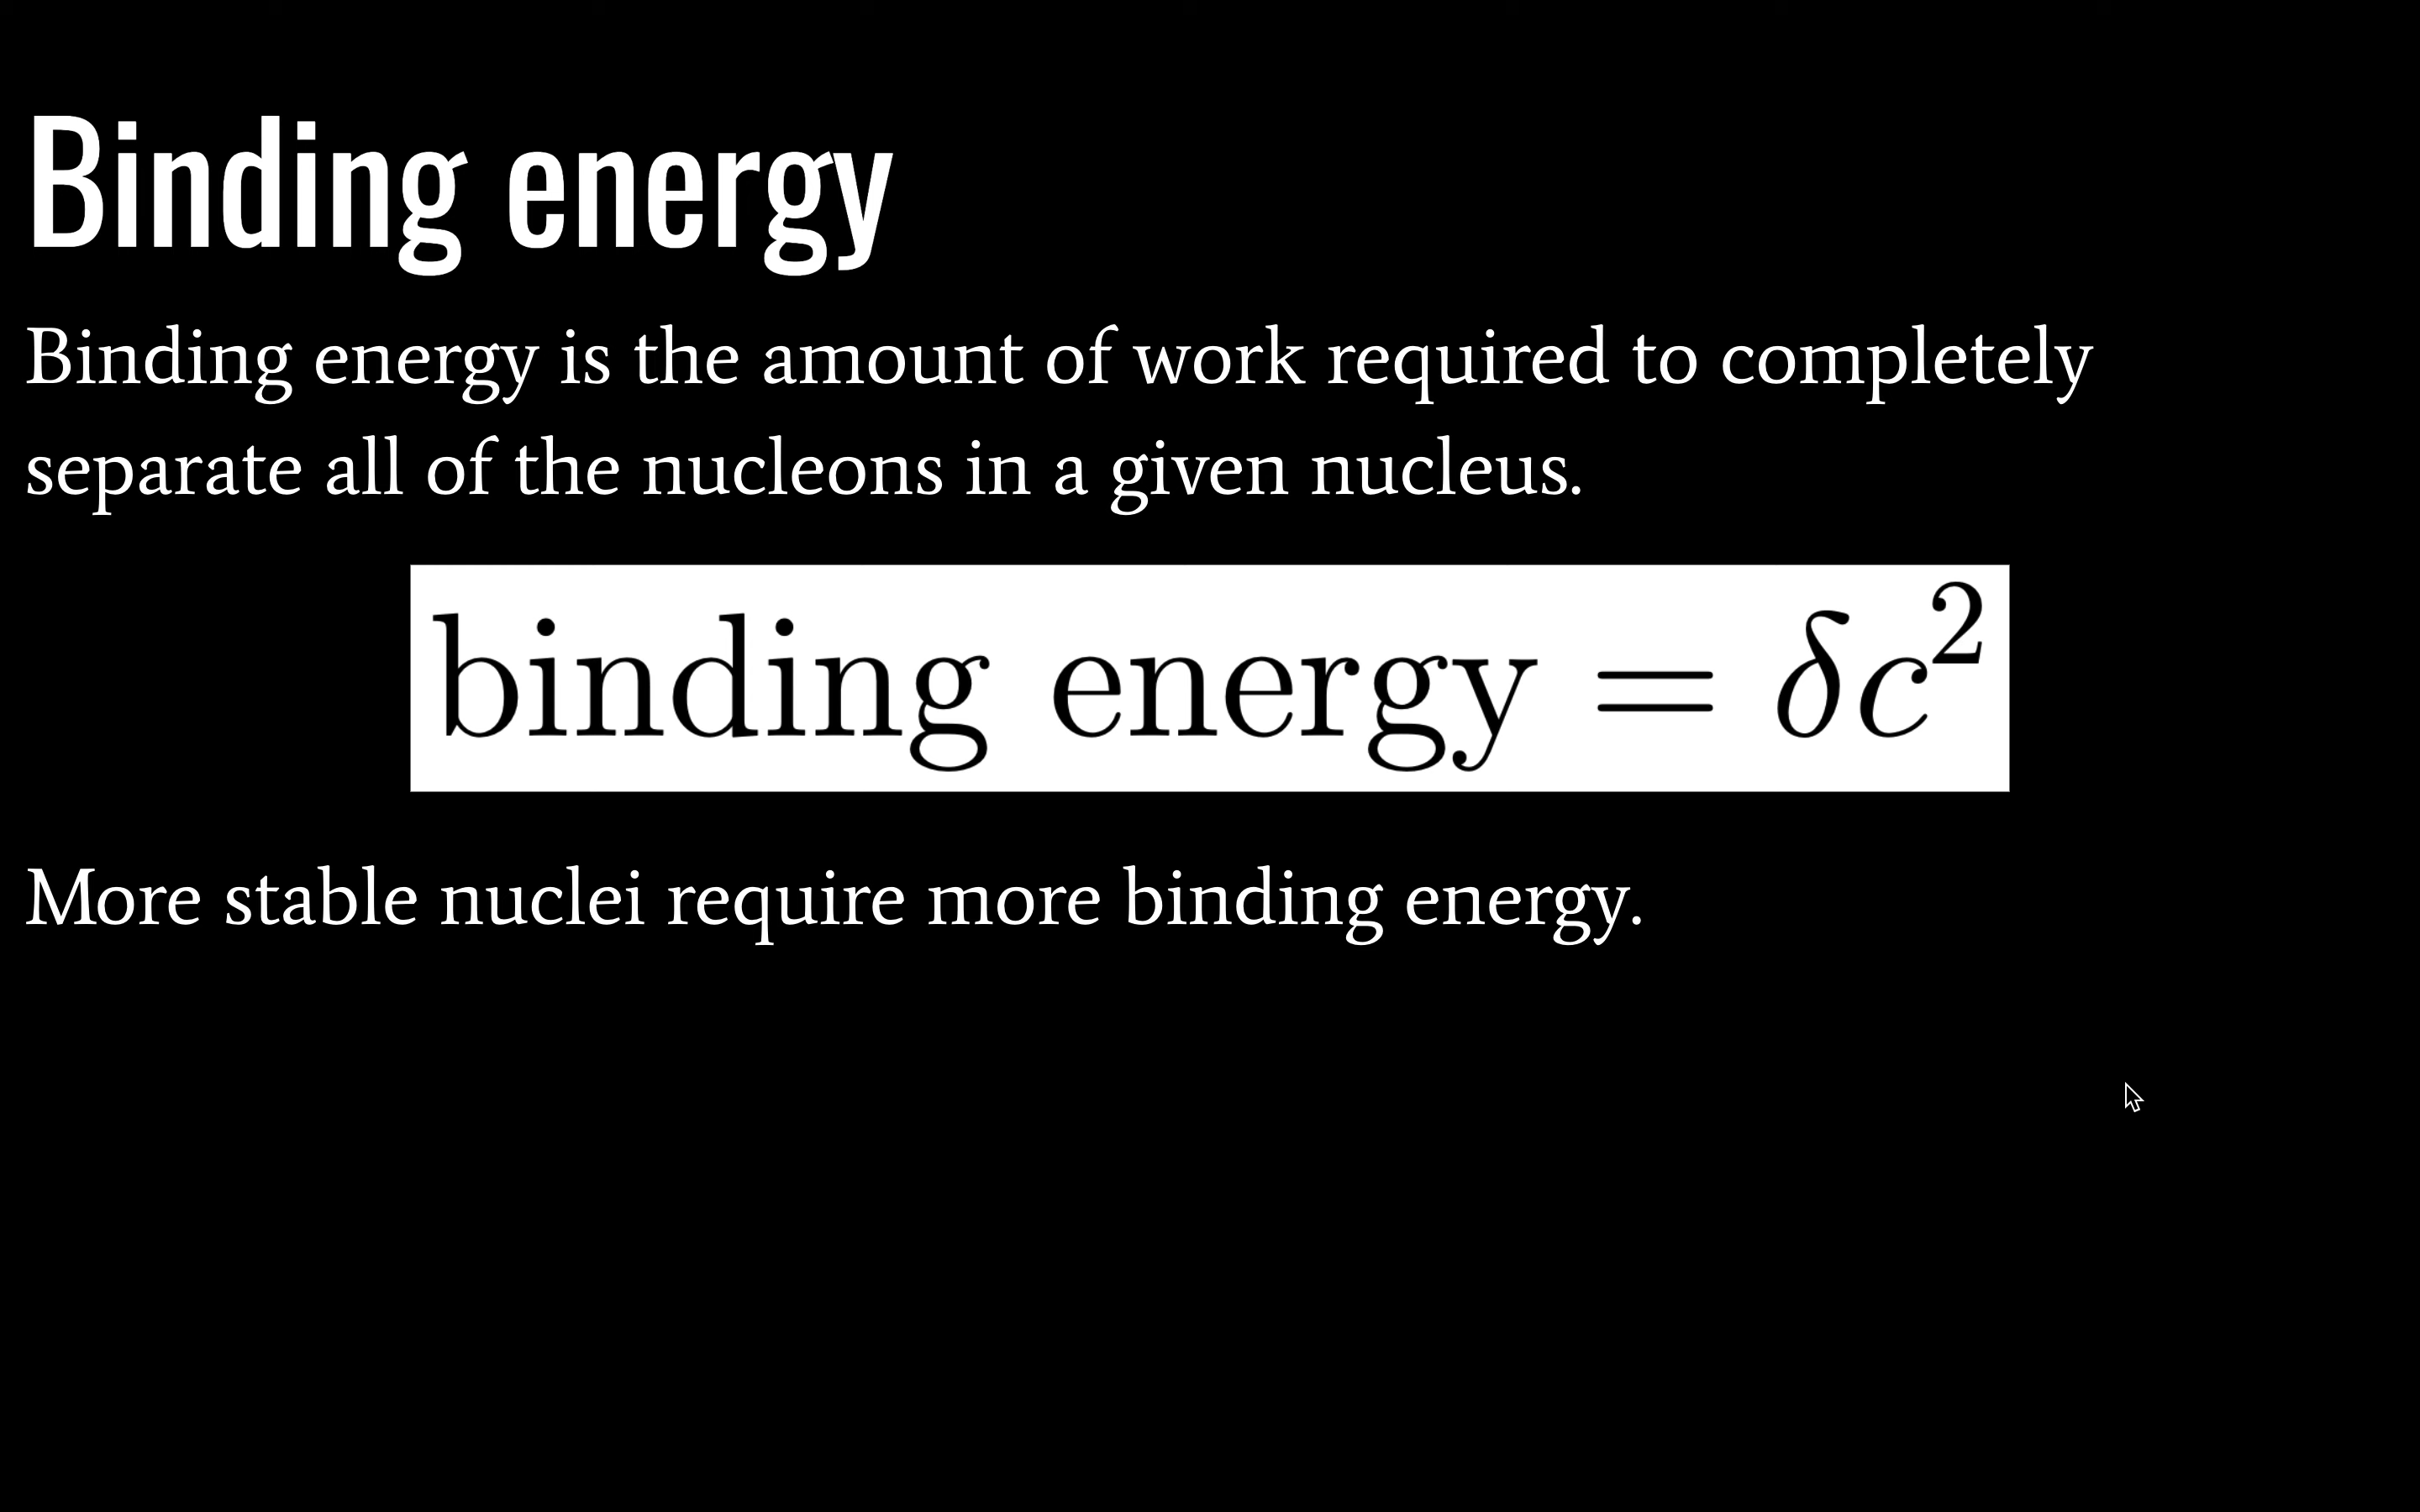 Binding energy
Binding energy is the amount of work required to completely
separate all of the nucleons in a given nucleus.
binding energy = δc²
More stable nuclei require more binding energy.